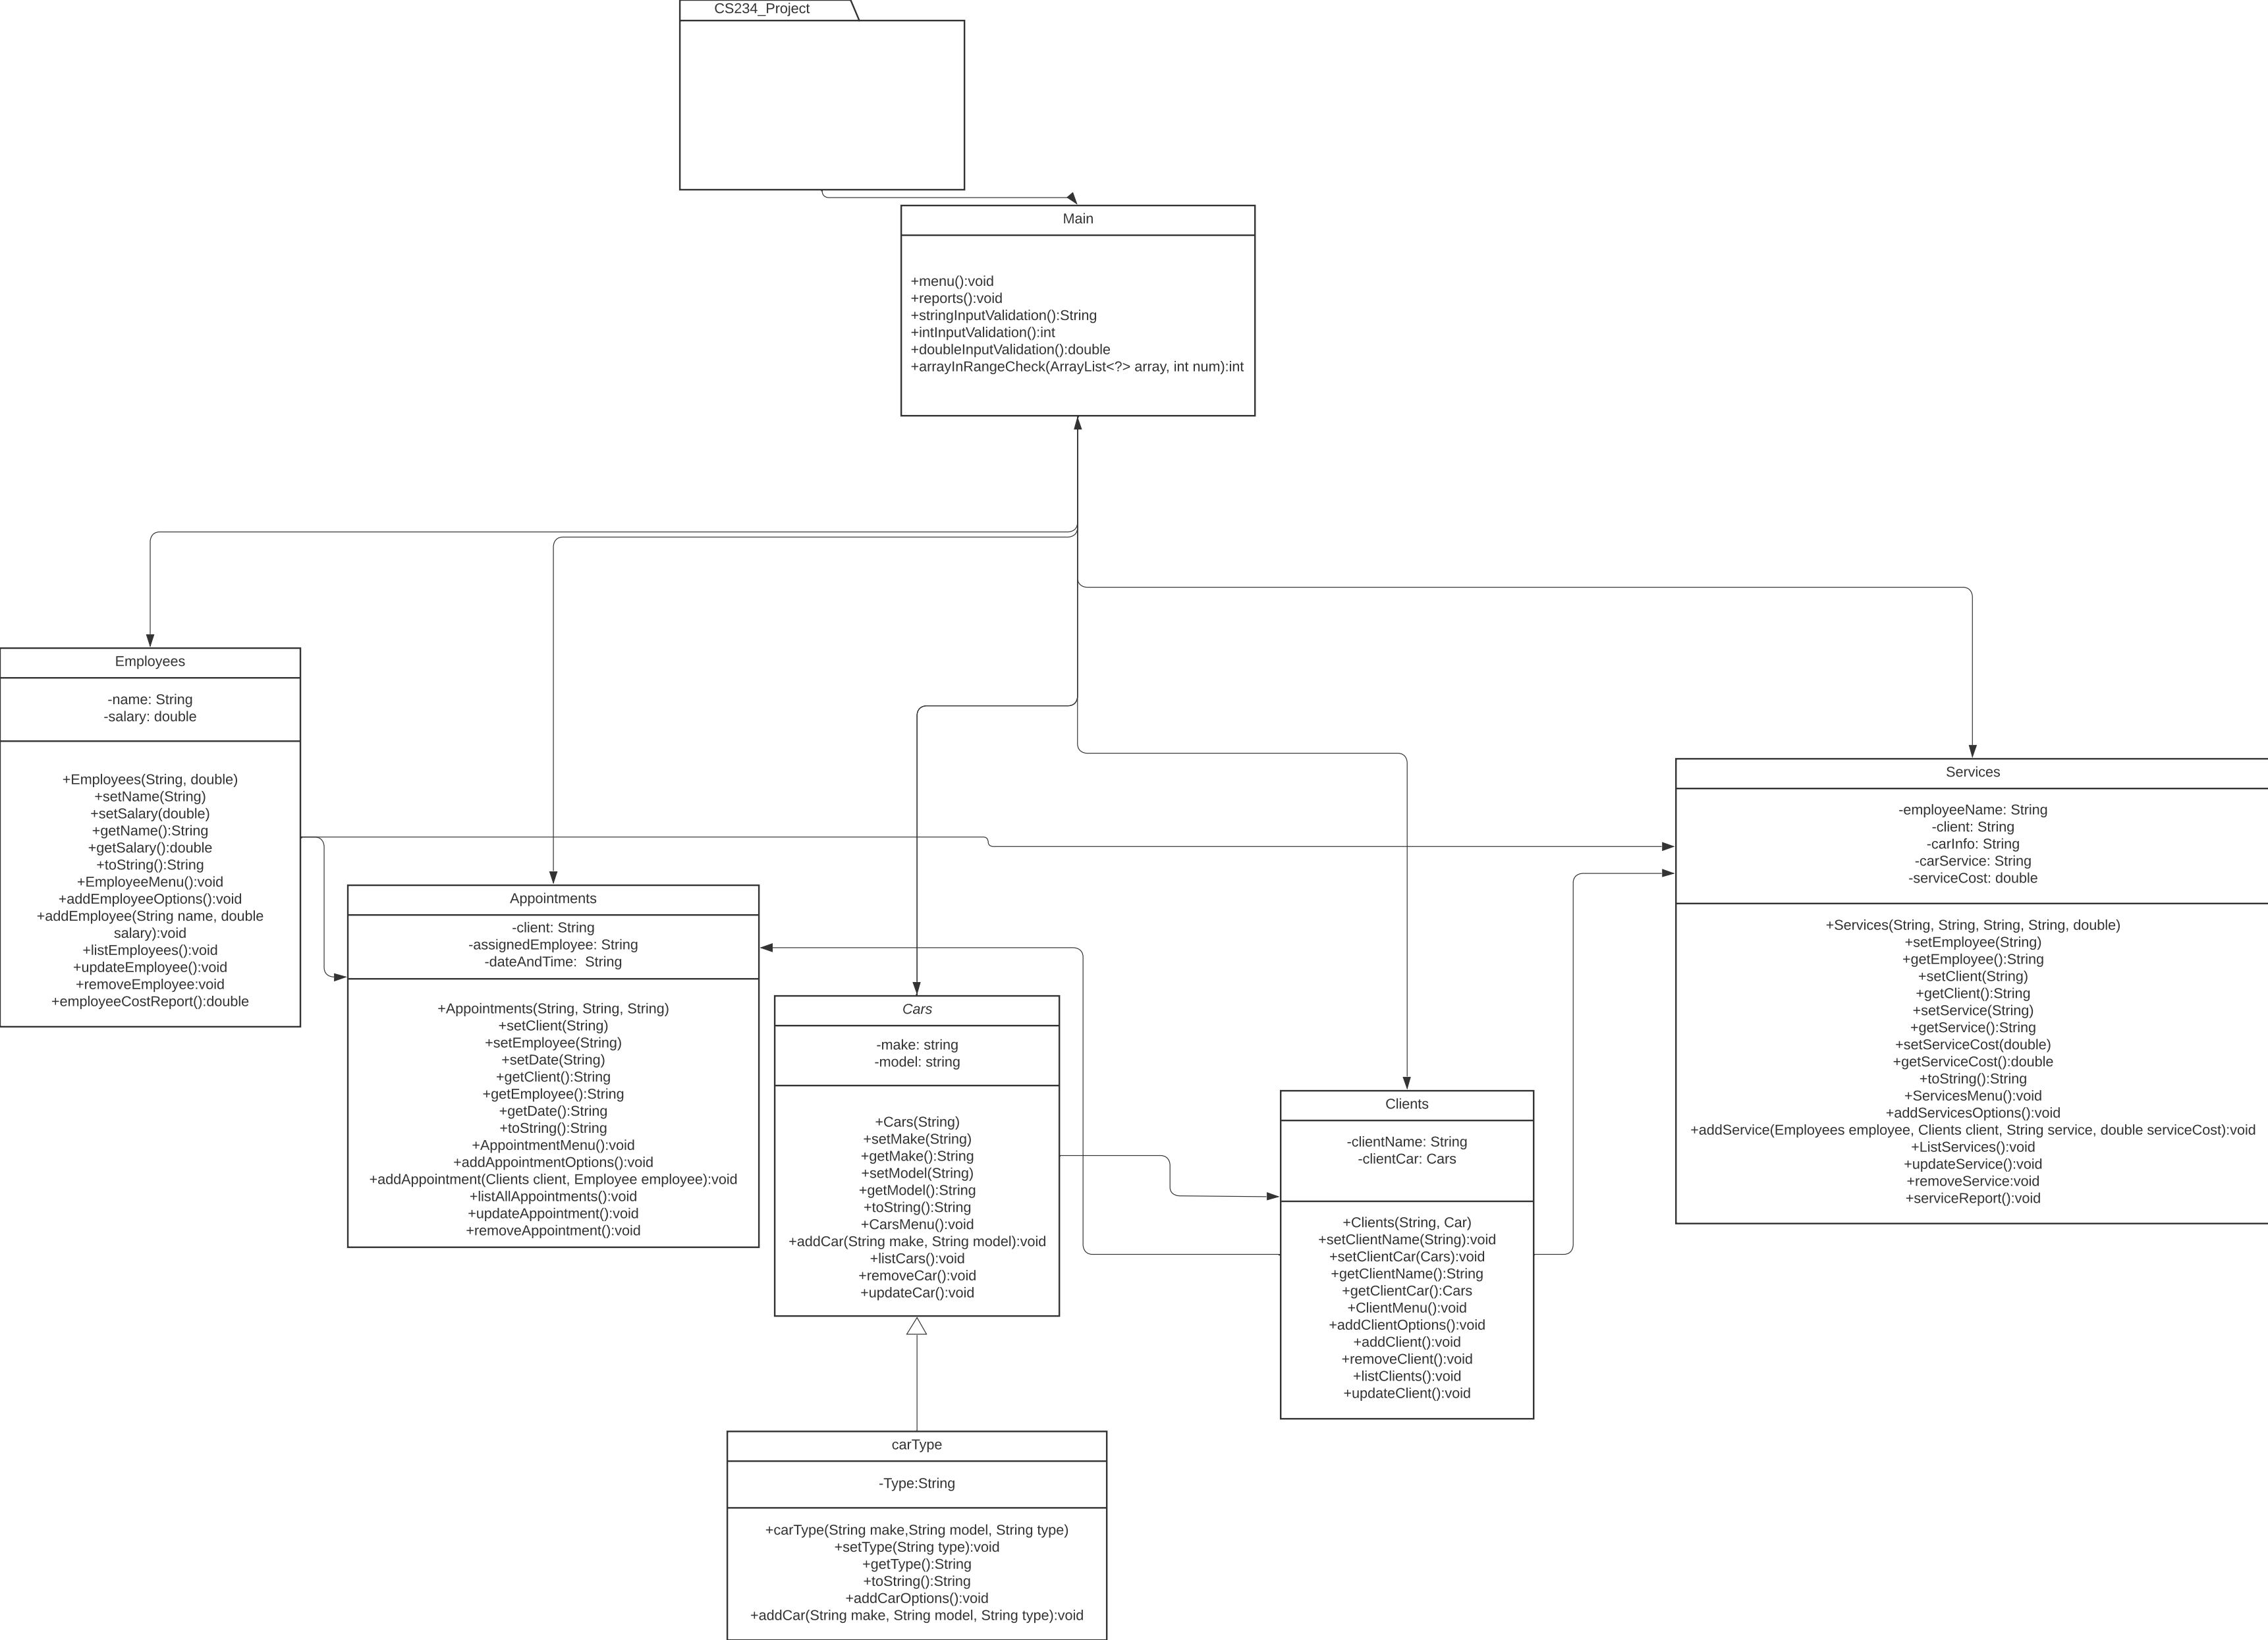 CS234_Project
Main
+menu():void
+reports():void
+stringInputValidation():String
+intInputValidation():int
+doubleInputValidation():double
+arrayInRangeCheck(ArrayList<?> array, int num):int
Employees
-name: String
-salary: double
+Employees(String, double)
+setName(String)
+setSalary(double)
+getName():String
+getSalary():double
+toString():String
+EmployeeMenu():void
+addEmployeeOptions():void
+addEmployee(String name, double
salary):void
+listEmployees():void
+updateEmployee():void
+removeEmployee:void
+employeeCostReport():double
Appointments
-client: String
-assignedEmployee: String
-dateAndTime:  String
+Appointments(String, String, String)
+setClient(String)
+setEmployee(String)
+setDate(String)
+getClient():String
+getEmployee():String
+getDate():String
+toString():String
+AppointmentMenu():void
+addAppointmentOptions():void
+addAppointment(Clients client, Employee employee):void
+listAllAppointments():void
+updateAppointment():void
+removeAppointment():void
Cars
-make: string
-model: string
+Cars(String)
+setMake(String)
+getMake():String
+setModel(String)
+getModel():String
+toString():String
+CarsMenu():void
+addCar(String make, String model):void
+listCars():void
+removeCar():void
+updateCar():void
Clients
-clientName: String
-clientCar: Cars
+Clients(String, Car)
+setClientName(String):void
+setClientCar(Cars):void
+getClientName():String
+getClientCar():Cars
+ClientMenu():void
+addClientOptions():void
+addClient():void
+removeClient():void
+listClients():void
+updateClient():void
Services
-employeeName: String
-client: String
-carInfo: String
-carService: String
-serviceCost: double
+Services(String, String, String, String, double)
+setEmployee(String)
+getEmployee():String
+setClient(String)
+getClient():String
+setService(String)
+getService():String
+setServiceCost(double)
+getServiceCost():double
+toString():String
+ServicesMenu():void
+addServicesOptions():void
+addService(Employees employee, Clients client, String service, double serviceCost):void
+ListServices():void
+updateService():void
+removeService:void
+serviceReport():void
carType
-Type:String
+carType(String make,String model, String type)
+setType(String type):void
+getType():String
+toString():String
+addCarOptions():void
+addCar(String make, String model, String type):void